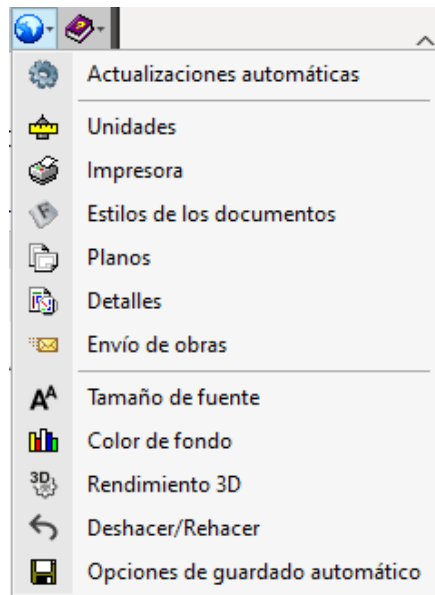 Actualizaciones automáticas
Unidades
Impresora
Estilos de los documentos
Planos
Detalles
Envío de obras
Tamaño de fuente
Color de fondo
3D
Rendimiento 3D
Deshacer/Rehacer
Opciones de guardado automático